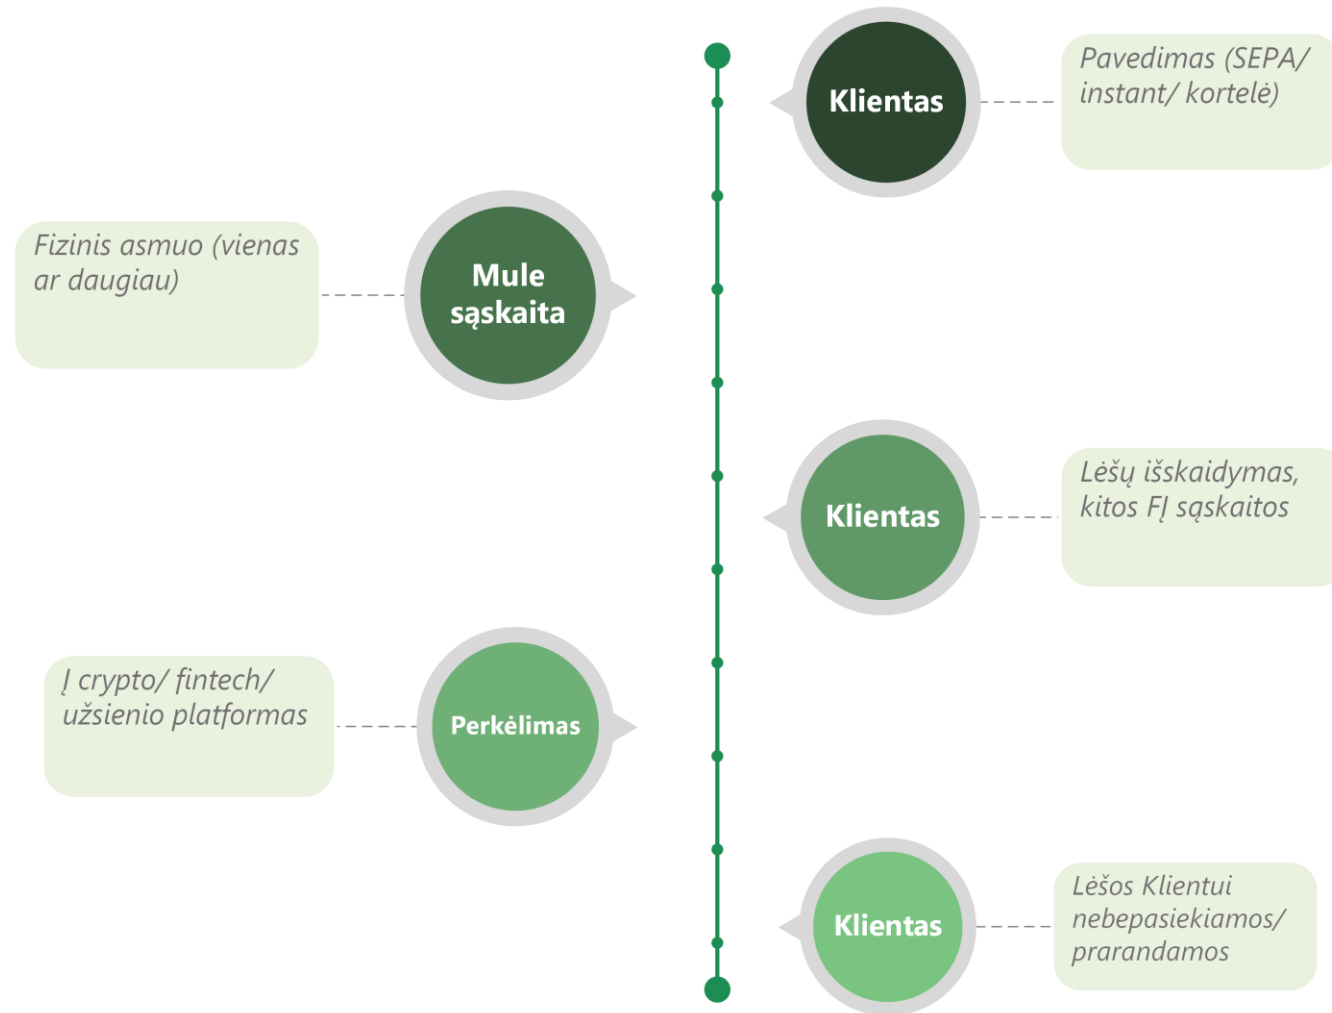 Klientas
Pavedimas (SEPA/
instant/ kortelė)
Fizinis asmuo (vienas
ar daugiau)
Mule
sąskaita
Klientas
Lėšų išskaidymas,
kitos FĮ sąskaitos
Į crypto/ fintech/
užsienio platformas
Perkėlimas
Klientas
Lėšos Klientui
nebepasiekiamos/
prarandamos